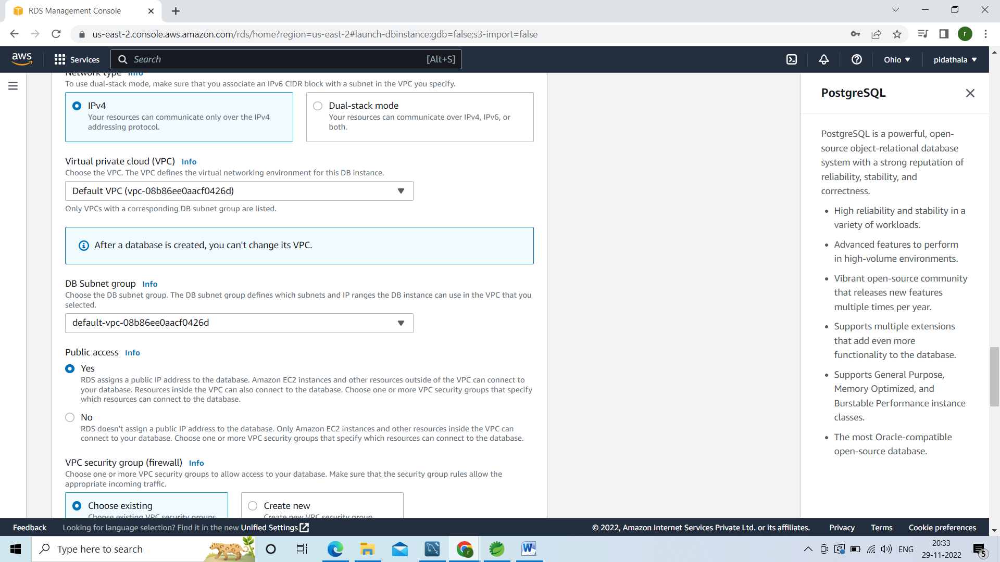 RDS Management Console
us-east-2.console.aws.amazon.com/rds/home?region=us-east-2#launch-dbinstance:gdb=false;s3-import=false
r
aws
Services
Search
[Alt+S]
Ohio
pidathala
Network type Info
To use dual-stack mode, make sure that you associate an IPv6 CIDR block with a subnet in the VPC you specify.
IPv4
Your resources can communicate only over the IPv4
addressing protocol.
Dual-stack mode
Your resources can communicate over IPv4, IPv6, or
both.
Virtual private cloud (VPC) Info
Choose the VPC. The VPC defines the virtual networking environment for this DB instance.
Default VPC (vpc-08b86ee0aacf0426d)
Only VPCs with a corresponding DB subnet group are listed.
After a database is created, you can't change its VPC.
DB Subnet group Info
Choose the DB subnet group. The DB subnet group defines which subnets and IP ranges the DB instance can use in the VPC that you
selected.
default-vpc-08b86ee0aacf0426d
Public access Info
Yes
RDS assigns a public IP address to the database. Amazon EC2 instances and other resources outside of the VPC can connect to
your database. Resources inside the VPC can also connect to the database. Choose one or more VPC security groups that specify
which resources can connect to the database.
No
RDS doesn't assign a public IP address to the database. Only Amazon EC2 instances and other resources inside the VPC can
connect to your database. Choose one or more VPC security groups that specify which resources can connect to the database.
VPC security group (firewall) Info
Choose one or more VPC security groups to allow access to your database. Make sure that the security group rules allow the
appropriate incoming traffic.
Choose existing
Choose existing VPC security groups
Create new
Create new VPC security group
PostgreSQL
PostgreSQL is a powerful, open-
source object-relational database
system with a strong reputation of
reliability, stability, and
correctness.
• High reliability and stability in a
variety of workloads.
• Advanced features to perform
in high-volume environments.
• Vibrant open-source community
that releases new features
multiple times per year.
• Supports multiple extensions
that add even more
functionality to the database.
• Supports General Purpose,
Memory Optimized, and
Burstable Performance instance
classes.
• The most Oracle-compatible
open-source database.
Feedback
Looking for language selection? Find it in the new Unified Settings
© 2022, Amazon Internet Services Private Ltd. or its affiliates.
Privacy
Terms
Cookie preferences
Type here to search
ENG
20:33
29-11-2022
5